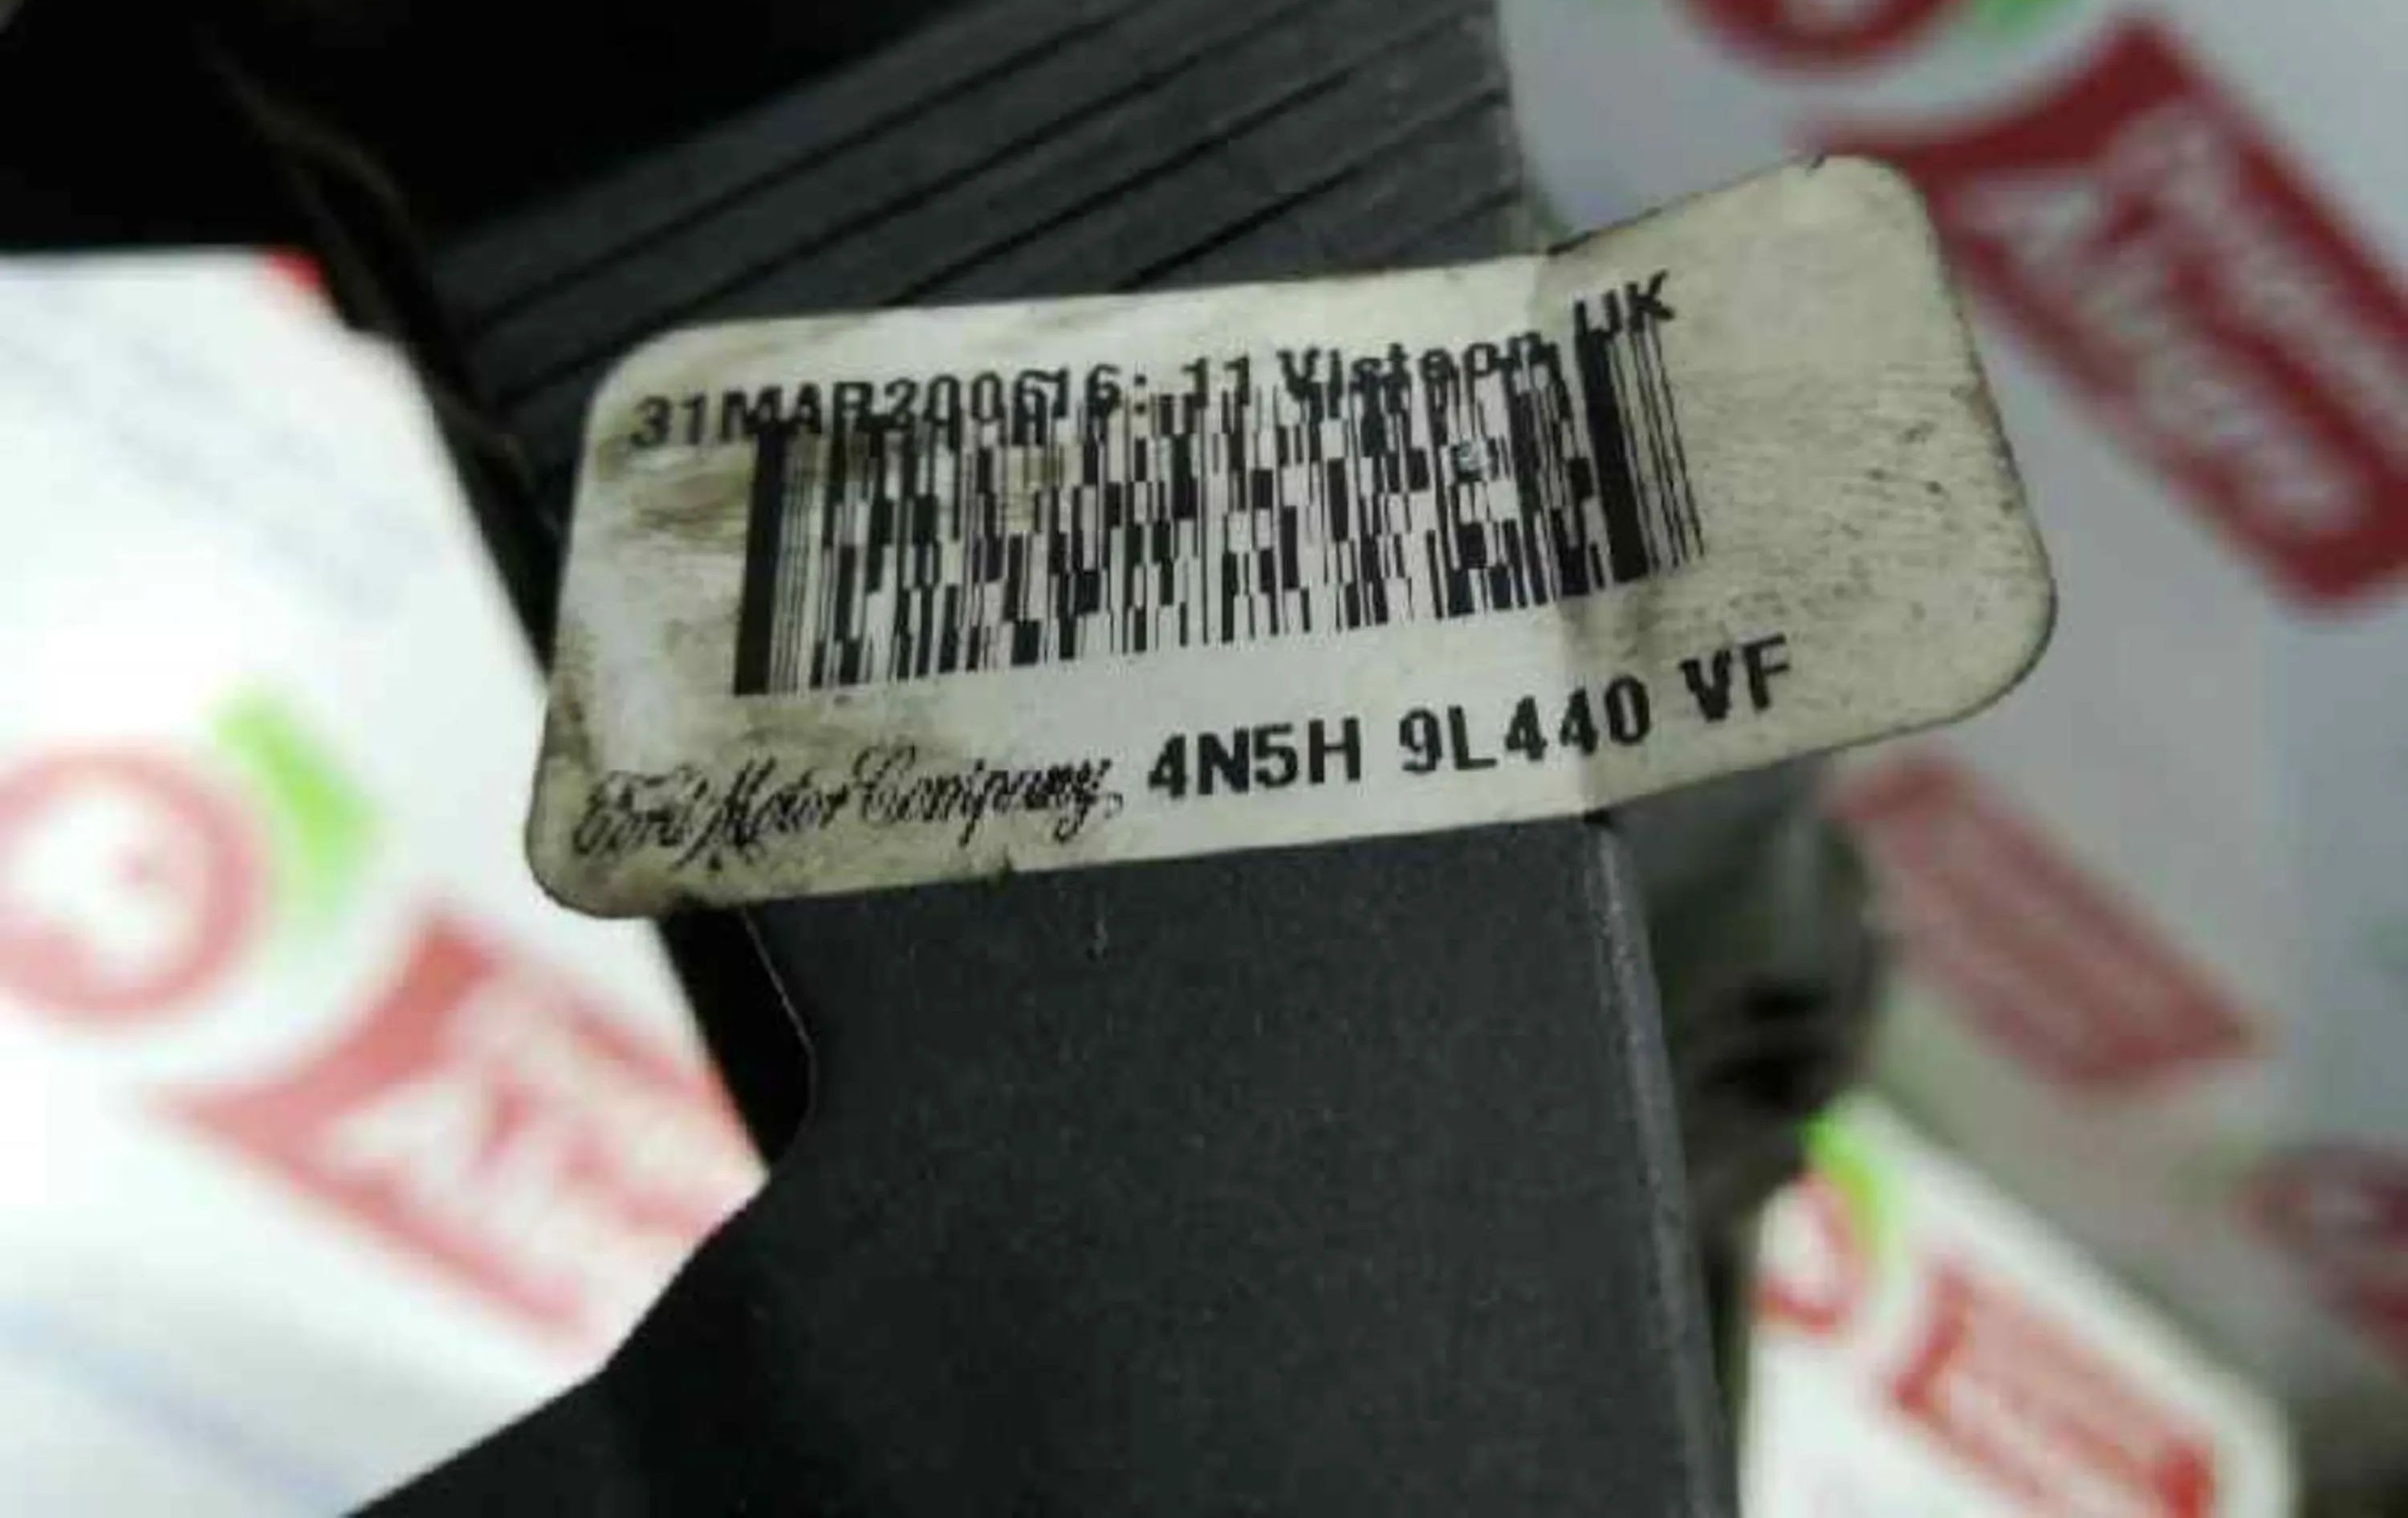 31MAR200616:11 Visteon UK
Ford Motor Company, 4N5H 9L440 VF